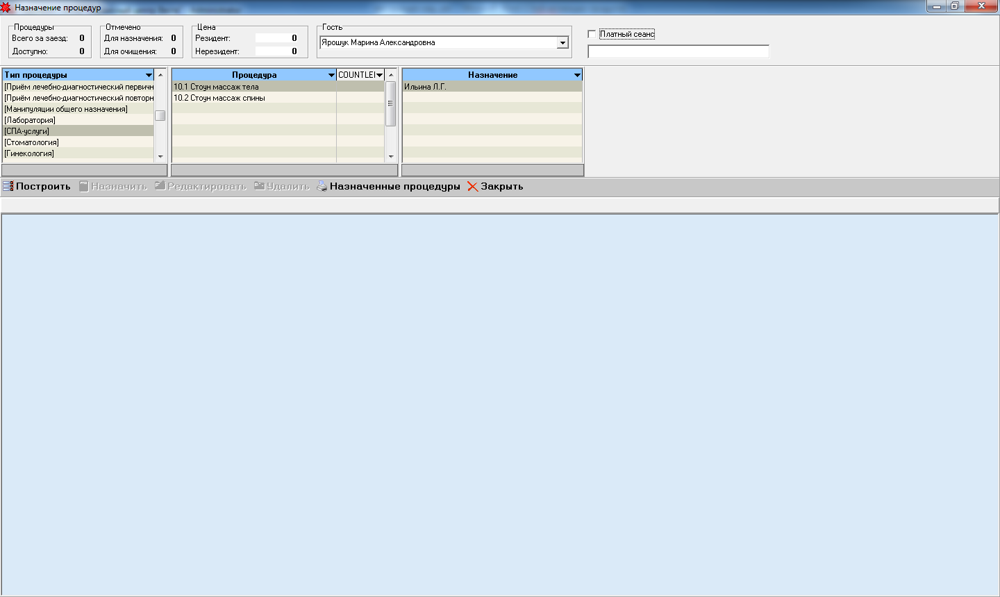 Назначение процедур
Процедуры
Всего за заезд: 0
Доступно: 0
Отмечено
Для назначения: 0
Для очищения: 0
Цена
Резидент: 0
Нерезидент: 0
Гость
Ярощук Марина Александровна
Платный сеанс
Тип процедуры
[Приём лечебно-диагностический первичн
[Приём лечебно-диагностический повторн
[Манипуляции общего назначения]
[Лаборатория]
[СПА-услуги]
[Стоматология]
[Гинекология]
Процедура COUNTLEI
10.1 Стоун массаж тела
10.2 Стоун массаж спины
Назначение
Ильина Л.Г.
Построить Назначить Редактировать Удалить Назначенные процедуры Закрыть